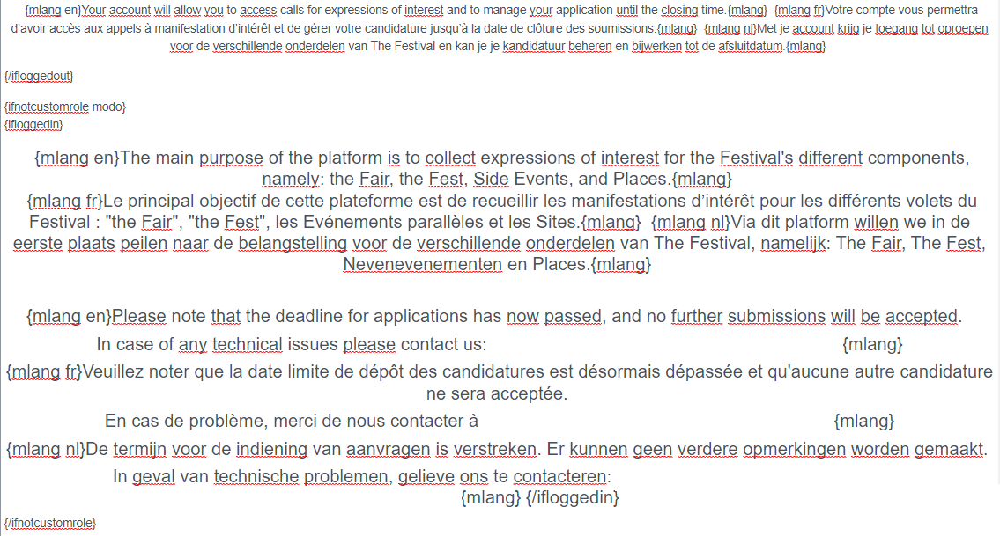 {mlang en}Your account will allow you to access calls for expressions of interest and to manage your application until the closing time.{mlang}  {mlang fr}Votre compte vous permettra
d'avoir accès aux appels à manifestation d'intérêt et de gérer votre candidature jusqu'à la date de clôture des soumissions.{mlang}  {mlang nl}Met je account krijg je toegang tot oproepen
voor de verschillende onderdelen van The Festival en kan je je kandidatuur beheren en bijwerken tot de afsluitdatum.{mlang}
{/ifloggedout}
{ifnotcustomrole modo}
{ifloggedin}
{mlang en}The main purpose of the platform is to collect expressions of interest for the Festival's different components,
namely: the Fair, the Fest, Side Events, and Places.{mlang}
{mlang fr}Le principal objectif de cette plateforme est de recueillir les manifestations d'intérêt pour les différents volets du
Festival : "the Fair", "the Fest", les Evénements parallèles et les Sites.{mlang}  {mlang nl}Via dit platform willen we in de
eerste plaats peilen naar de belangstelling voor de verschillende onderdelen van The Festival, namelijk: The Fair, The Fest,
Nevenevenementen en Places.{mlang}
{mlang en}Please note that the deadline for applications has now passed, and no further submissions will be accepted.
In case of any technical issues please contact us: {mlang}
{mlang fr}Veuillez noter que la date limite de dépôt des candidatures est désormais dépassée et qu'aucune autre candidature
ne sera acceptée.
En cas de problème, merci de nous contacter à {mlang}
{mlang nl}De termijn voor de indiening van aanvragen is verstreken. Er kunnen geen verdere opmerkingen worden gemaakt.
In geval van technische problemen, gelieve ons te contacteren:
{mlang} {/ifloggedin}
{/ifnotcustomrole}